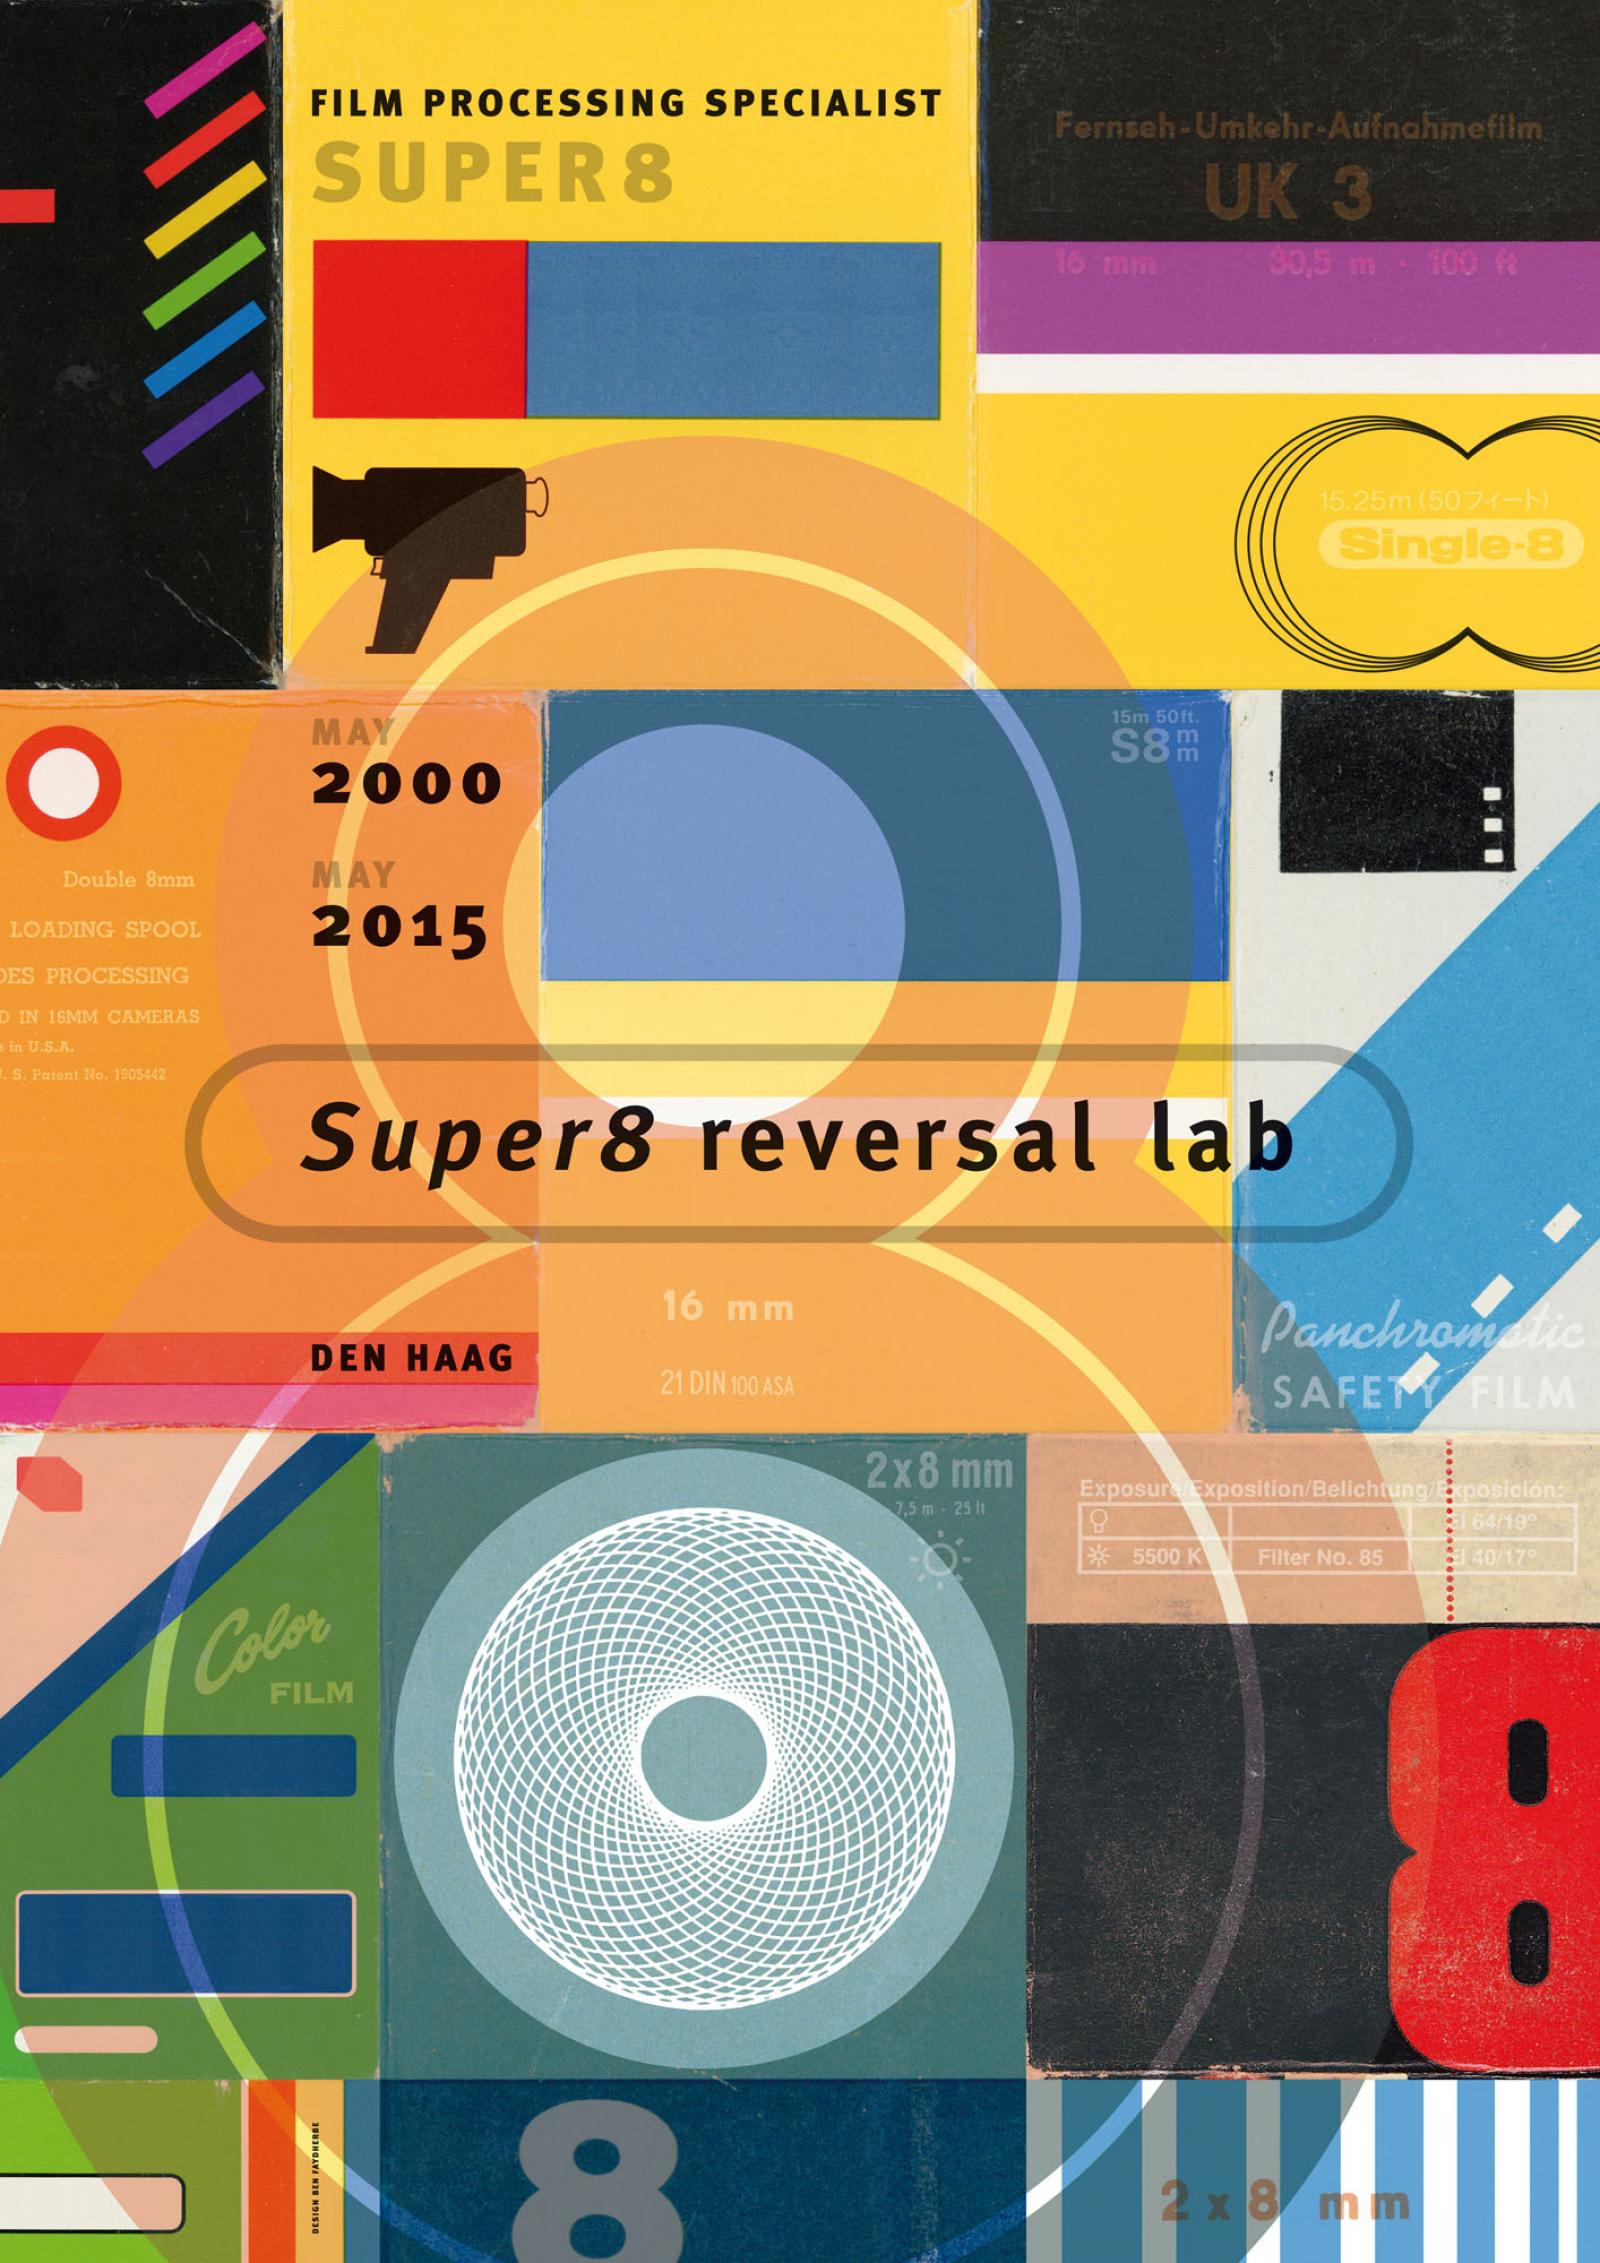 FILM PROCESSING SPECIALIST
SUPER8
Fernseh-Umkehr-Aufnahmefilm
UK 3
16 mm 30,5 m · 100 ft
15.25m (50フィート)
Single-8
MAY
2000
MAY
2015
15m 50ft.
S8mm
Double 8mm
LOADING SPOOL
DES PROCESSING
D IN 16MM CAMERAS
e in U.S.A.
U. S. Patent No. 1905442
Super8 reversal lab
16 mm
21 DIN 100 ASA
DEN HAAG
Panchromatic
SAFETY FILM
2x8 mm
7,5 m - 25 ft
Exposure/Exposition/Belichtung/Exposición:
EI 64/19°
5500 K Filter No. 85 EI 40/17°
Color
FILM
8
8
2 x 8 mm
DESIGN BEN FAYDHERBE